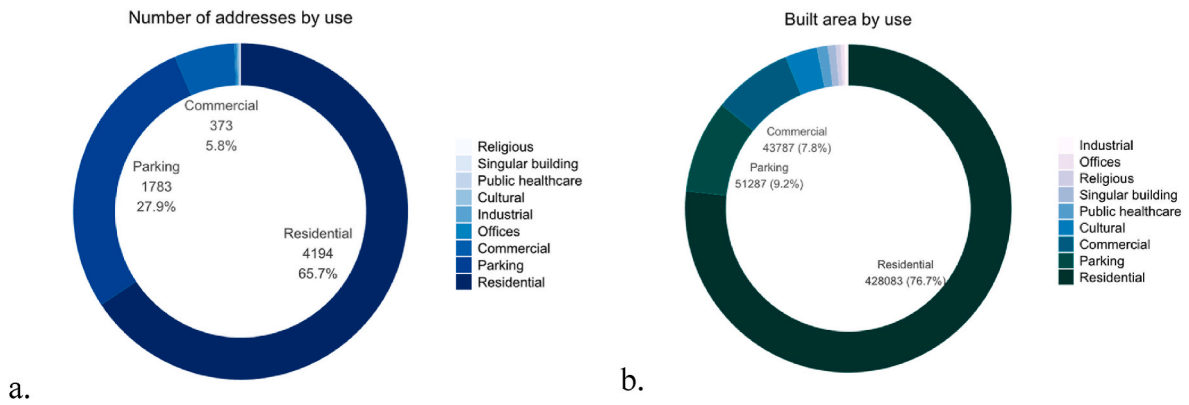 Number of addresses by use
Commercial
373
5.8%
Parking
1783
27.9%
Residential
4194
65.7%
Religious
Singular building
Public healthcare
Cultural
Industrial
Offices
Commercial
Parking
Residential
a.
Built area by use
Commercial
43787 (7.8%)
Parking
51287 (9.2%)
Residential
428083 (76.7%)
Industrial
Offices
Religious
Singular building
Public healthcare
Cultural
Commercial
Parking
Residential
b.